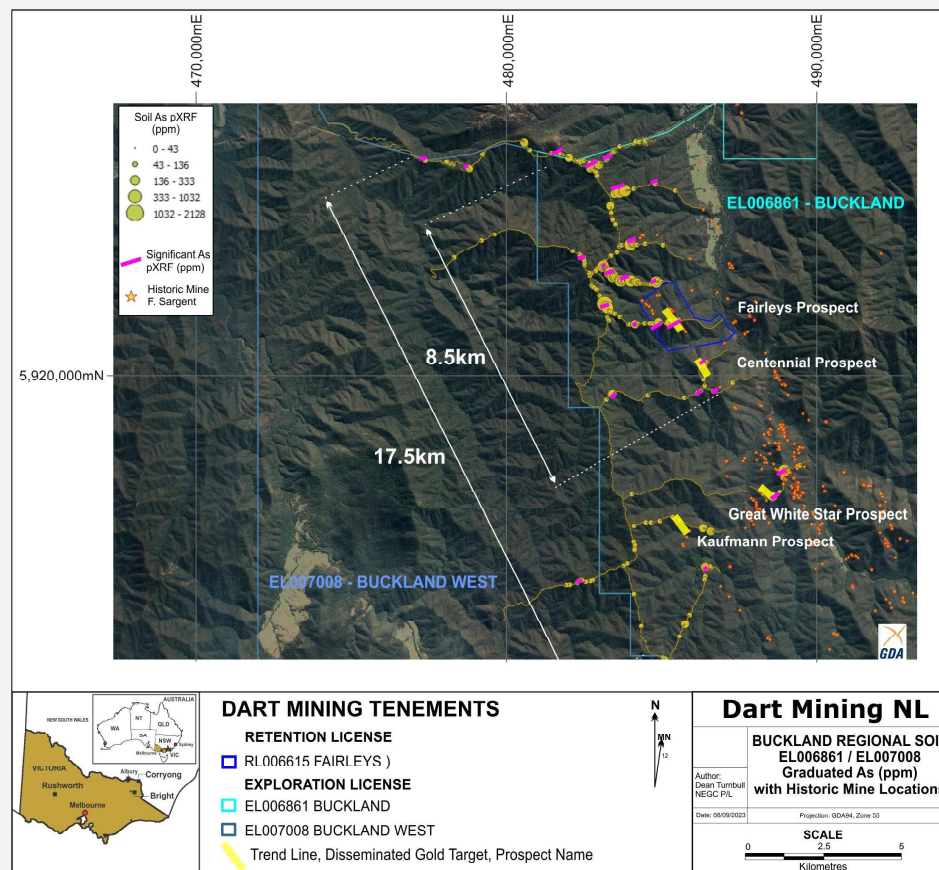 470,000mE
480,000mE
490,000mE
Soil As pXRF
(ppm)
0 - 43
43 - 136
136 - 333
333 - 1032
1032 - 2128
Significant As
pXRF (ppm)
Historic Mine
F. Sargent
EL006861 - BUCKLAND
Fairleys Prospect
Centennial Prospect
5,920,000mN
8.5km
17.5km
Great White Star Prospect
Kaufmann Prospect
EL007008 - BUCKLAND WEST
GDA
NEW SOUTH WALES
VICTORIA
Rushworth
Melbourne
Albury
Corryong
Bright
AUSTRALIA
WA
NT
QLD
NSW
VIC
Sydney
Melbourne
DART MINING TENEMENTS
RETENTION LICENSE
RL006615 FAIRLEYS )
EXPLORATION LICENSE
EL006861 BUCKLAND
EL007008 BUCKLAND WEST
Trend Line, Disseminated Gold Target, Prospect Name
N
MN
12
Dart Mining NL
BUCKLAND REGIONAL SOI
EL006861 / EL007008
Graduated As (ppm)
with Historic Mine Locations
Author:
Dean Turnbull
NEGC P/L
Date: 08/09/2023
Projection: GDA94, Zone 55
SCALE
0 2.5 5
Kilometres